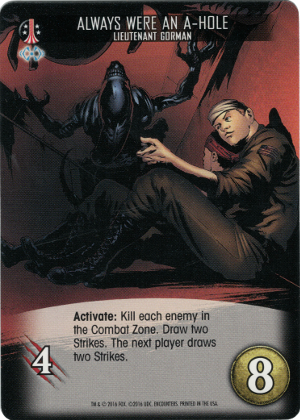 ALWAYS WERE AN A-HOLE
LIEUTENANT GORMAN
Activate: Kill each enemy in
the Combat Zone. Draw two
Strikes. The next player draws
two Strikes.
4
8
TM & © 2016 FOX. ©2016 UDC. ENCOUNTERS. PRINTED IN THE USA.